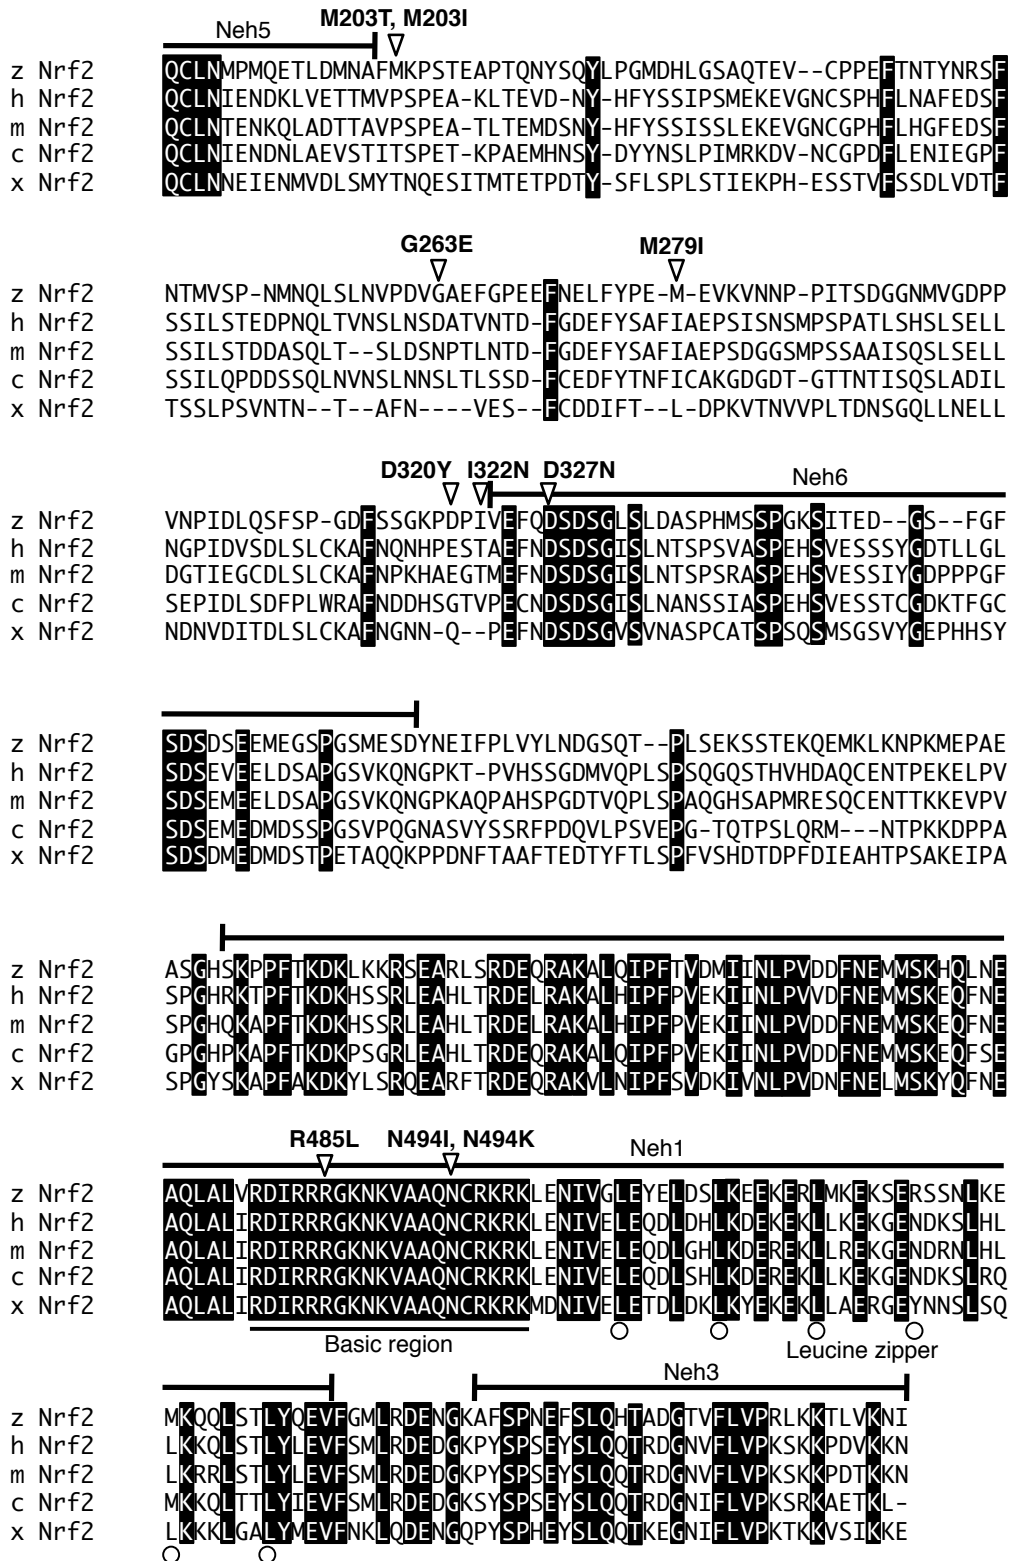 Neh5 M203T, M203I
z Nrf2 QCLNMPMQETLDMNAFMKPSTEAPTQNYSQYLPGMDHLGSAQTEV--CPPEFTNTYNRSF
h Nrf2 QCLNIENDKLVETTMVPSPEA-KLTEVD-NY-HFYSSIPSMEKEVGNCSPHFLNAFEDSF
m Nrf2 QCLNTENKQLADTTAVPSPEA-TLTEMDSNY-HFYSSISSLEKEVGNCGPHFLHGFEDSF
c Nrf2 QCLNIENDNLAEVSTITSPET-KPAEMHNSY-DYYNSLPIMRKDV-NCGPDFLENIEGPF
x Nrf2 QCLNNEIENMVDLSMYTNQESITMTETPDTY-SFLSPLSTIEKPH-ESSTVFSSDLVDTF
G263E M279I
z Nrf2 NTMVSP-NMNQLSLNVPDVGAEFGPEEFNELFYPE-M-EVKVNNP-PITSDGGNMVGDPP
h Nrf2 SSILSTEDPNQLTVNSLNSDATVNTD-FGDEFYSAFIAEPSISNSMPSPATLSHSLSELL
m Nrf2 SSILSTDDASQLT--SLDSNPTLNTD-FGDEFYSAFIAEPSDGGSMPSSAAISQSLSELL
c Nrf2 SSILQPDDSSQLNVNSLNNSLTLSSD-FCEDFYTNFICAKGDGDT-GTTNTISQSLADIL
x Nrf2 TSSLPSVNTN--T--AFN----VES--FCDDIFT--L-DPKVTNVVPLTDNSGQLLNELL
D320Y I322N D327N Neh6
z Nrf2 VNPIDLQSFSP-GDFSSGKPDPIVEFQDSDSGLSLDASPHMSSPGKSITED--GS--FGF
h Nrf2 NGPIDVSDLSLCKAFNQNHPESTAEFNDSDSGISLNTSPSVASPEHSVESSSYGDTLLGL
m Nrf2 DGTIEGCDLSLCKAFNPKHAEGTMEFNDSDSGISLNTSPSRASPEHSVESSIYGDPPPGF
c Nrf2 SEPIDLSDFPLWRAFNDDHSGTVPECNDSDSGISLNANSSIASPEHSVESSTCGDKTFGC
x Nrf2 NDNVDITDLSLCKAFNGNN-Q--PEFNDSDSGVSVNASPCATSPSQSMSGSVYGEPHHSY
z Nrf2 SDSDSEEMEGSPGSMESDYNEIFPLVYLNDGSQT--PLSEKSSTEKQEMKLKNPKMEPAE
h Nrf2 SDSEVEELDSAPGSVKQNGPKT-PVHSSGDMVQPLSPSQGQSTHVHDAQCENTPEKELPV
m Nrf2 SDSEMEELDSAPGSVKQNGPKAQPAHSPGDTVQPLSPAQGHSAPMRESQCENTTKKEVPV
c Nrf2 SDSEMEDMDSSPGSVPQGNASVYSSRFPDQVLPSVEPG-TQTPSLQRM---NTPKKDPPA
x Nrf2 SDSDMEDMDSTPETAQQKPPDNFTAAFTEDTYFTLSPFVSHDTDPFDIEAHTPSAKEIPA
z Nrf2 ASGHSKPPFTKDKLKKRSEARLSRDEQRAKALQIPFTVDMIINLPVDDFNEMMSKHQLNE
h Nrf2 SPGHRKTPFTKDKHSSRLEAHLTRDELRAKALHIPFPVEKIINLPVVDFNEMMSKEQFNE
m Nrf2 SPGHQKAPFTKDKHSSRLEAHLTRDELRAKALHIPFPVEKIINLPVDDFNEMMSKEQFNE
c Nrf2 GPGHPKAPFTKDKPSGRLEAHLTRDEQRAKALQIPFPVEKIINLPVDDFNEMMSKEQFSE
x Nrf2 SPGYSKAPFAKDKYLSRQEARFTRDEQRAKVLNIPFSVDKIVNLPVDNFNELMSKYQFNE
R485L N494I, N494K Neh1
z Nrf2 AQLALVRDIRRRGKNKVAAQNCRKRKLENIVGLEYELDSLKEEKERLMKEKSERSSNLKE
h Nrf2 AQLALIRDIRRRGKNKVAAQNCRKRKLENIVELEQDLDHLKDEKEKLLKEKGENDKSLHL
m Nrf2 AQLALIRDIRRRGKNKVAAQNCRKRKLENIVELEQDLGHLKDEREKLLREKGENDRNLHL
c Nrf2 AQLALIRDIRRRGKNKVAAQNCRKRKLENIVELEQDLSHLKDEREKLLKEKGENDKSLRQ
x Nrf2 AQLALIRDIRRRGKNKVAAQNCRKRKMDNIVELETDLDKLKYEKEKLLAERGEYNNSLSQ
Basic region Leucine zipper
Neh3
z Nrf2 MKQQLSTLYQEVFGMLRDENGKAFSPNEFSLQHTADGTVFLVPRLKKTLVKNI
h Nrf2 LKKQLSTLYLEVFSMLRDEDGKPYSPSEYSLQQTRDGNVFLVPKSKKPDVKKN
m Nrf2 LKRRLSTLYLEVFSMLRDEDGKPYSPSEYSLQQTRDGNVFLVPKSKKPDTKKN
c Nrf2 MKKQLTTLYIEVFSMLRDEDGKSYSPSEYSLQQTRDGNIFLVPKSRKAETKL-
x Nrf2 LKKKLGALYMEVFNKLQDENGQPYSPHEYSLQQTKEGNIFLVPKTKKVSIKKE